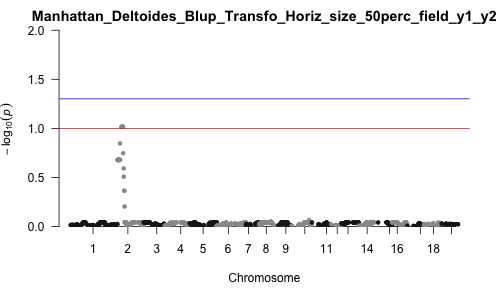 Manhattan_Deltoides_Blup_Transfo_Horiz_size_50perc_field_y1_y2
2.0
1.5
1.0
0.5
0.0
− log10(p)
1 2 3 4 5 6 7 8 9 11 14 16 18
Chromosome